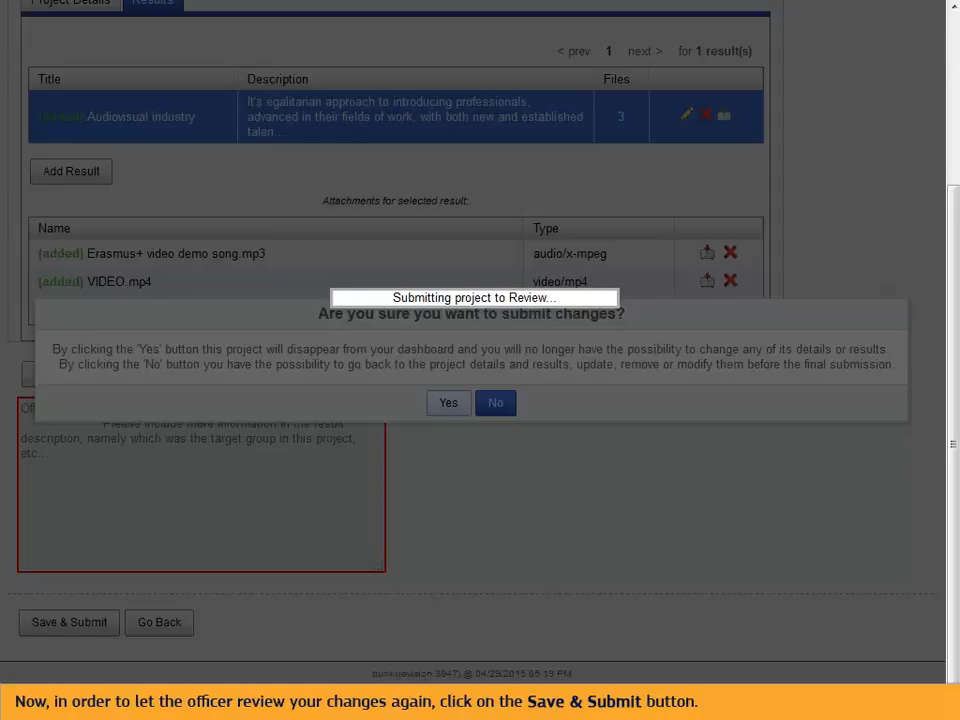 Project Details Results
< prev 1 next > for 1 result(s)
Title Description Files
Audiovisual industry
It's egalitarian approach to introducing professionals,
advanced in their fields of work, with both new and established
talen...
3
Add Result
Attachments for selected result:
Name Type
(added) Erasmus+ video demo song.mp3 audio/x-mpeg
(added) VIDEO.mp4 video/mp4
Submitting project to Review...
Are you sure you want to submit changes?
By clicking the 'Yes' button this project will disappear from your dashboard and you will no longer have the possibility to change any of its details or results.
By clicking the 'No' button you have the possibility to go back to the project details and results, update, remove or modify them before the final submission.
Yes No
Please include more information in the result
description, namely which was the target group in this project,
etc...
Save & Submit Go Back
@ 04/29/2015 05:19 PM
Now, in order to let the officer review your changes again, click on the Save & Submit button.